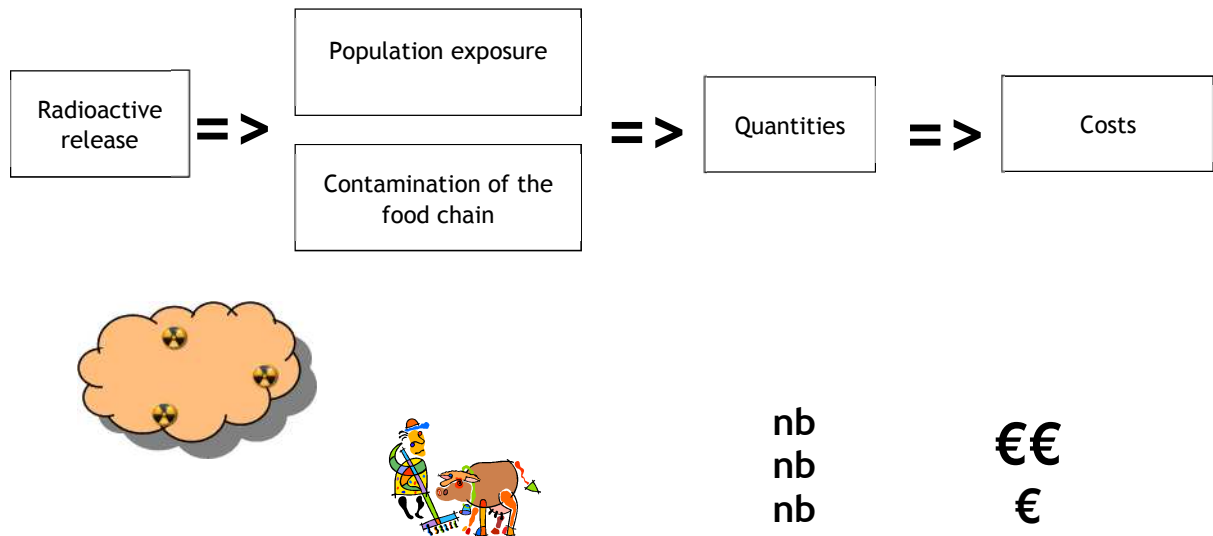 Population exposure
Radioactive
release
=>
=>
Quantities
=>
Costs
Contamination of the
food chain
nb
nb
nb
€€
€